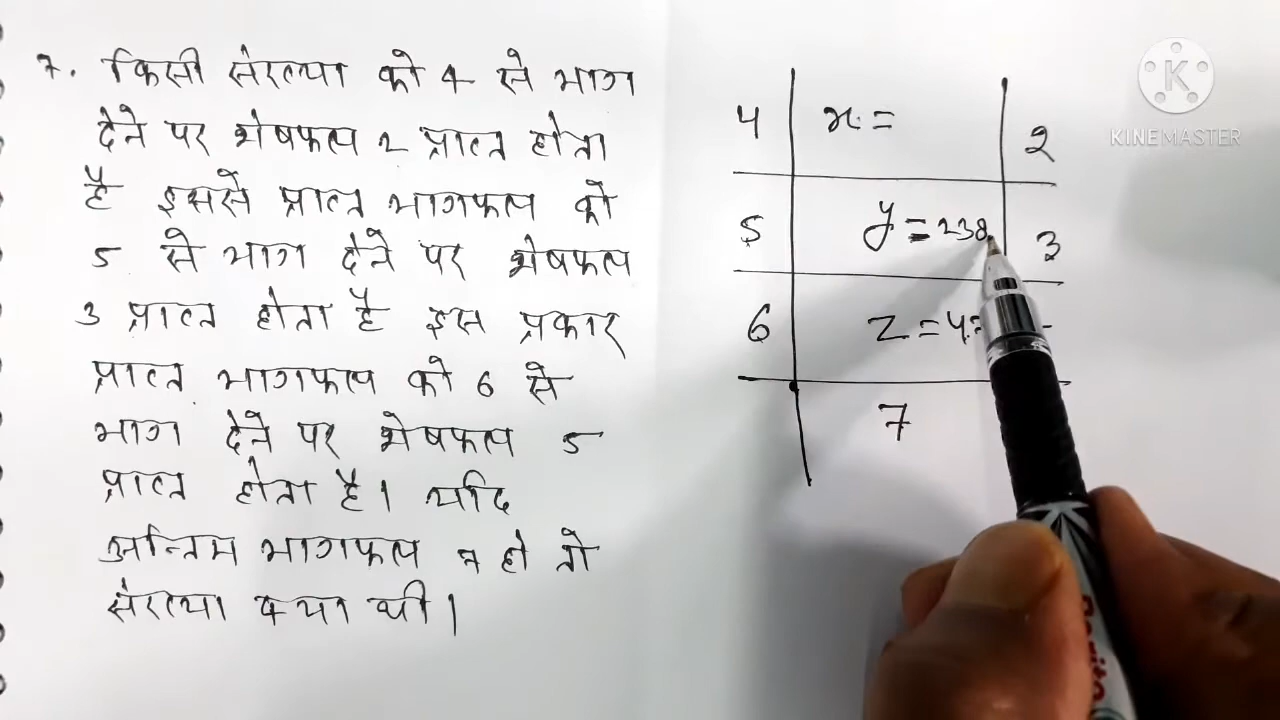 7. किसी संख्या को 4 से भाग
देने पर शेषफल 2 प्राप्त होता
है इससे प्राप्त भागफल को
5 से भाग देने पर शेषफल
3 प्राप्त होता है इस प्रकार
प्राप्त भागफल को 6 से
भाग देने पर शेषफल 5
प्राप्त होता है। यदि
अन्तिम भागफल 7 हो तो
संख्या क्या थी।
4 x = 2
5 y = 238 3
6 z = 4
7
K
KINEMASTER